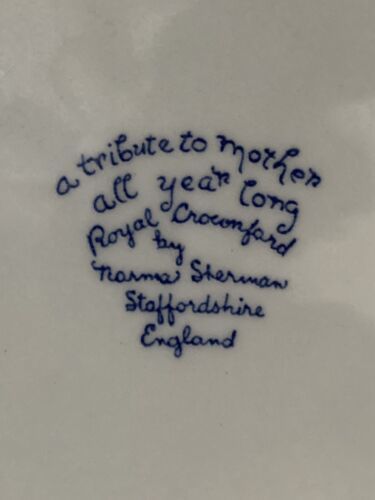 a tribute to mother
all year long
Royal Crownford
by
Norma Sherman
Staffordshire
England